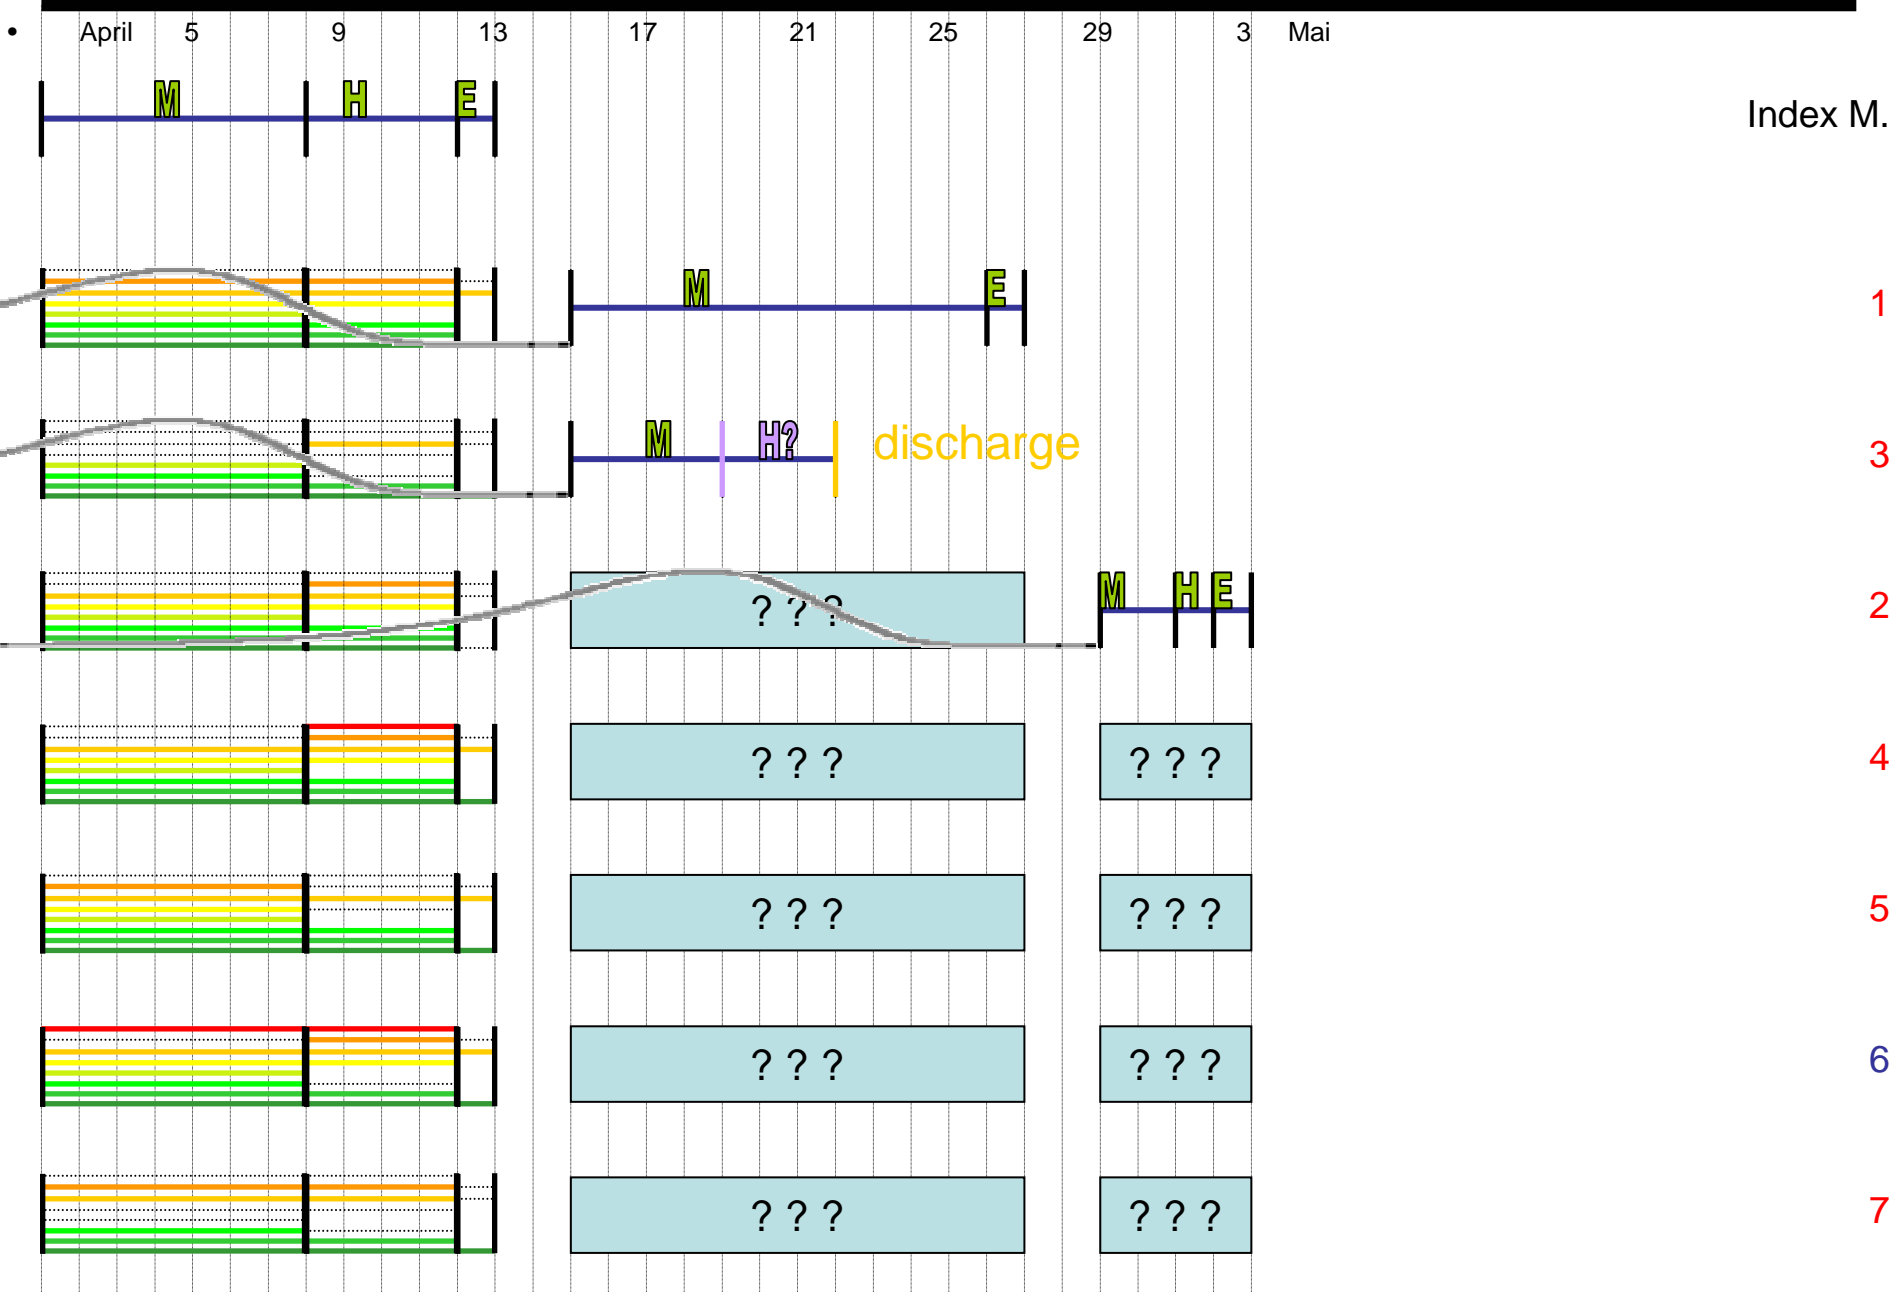 • April 5 9 13 17 21 25 29 3 Mai
M H E
Index M.
M E 1
M H? discharge 3
? ? ? M H E 2
? ? ? ? ? ? 4
? ? ? ? ? ? 5
? ? ? ? ? ? 6
? ? ? ? ? ? 7